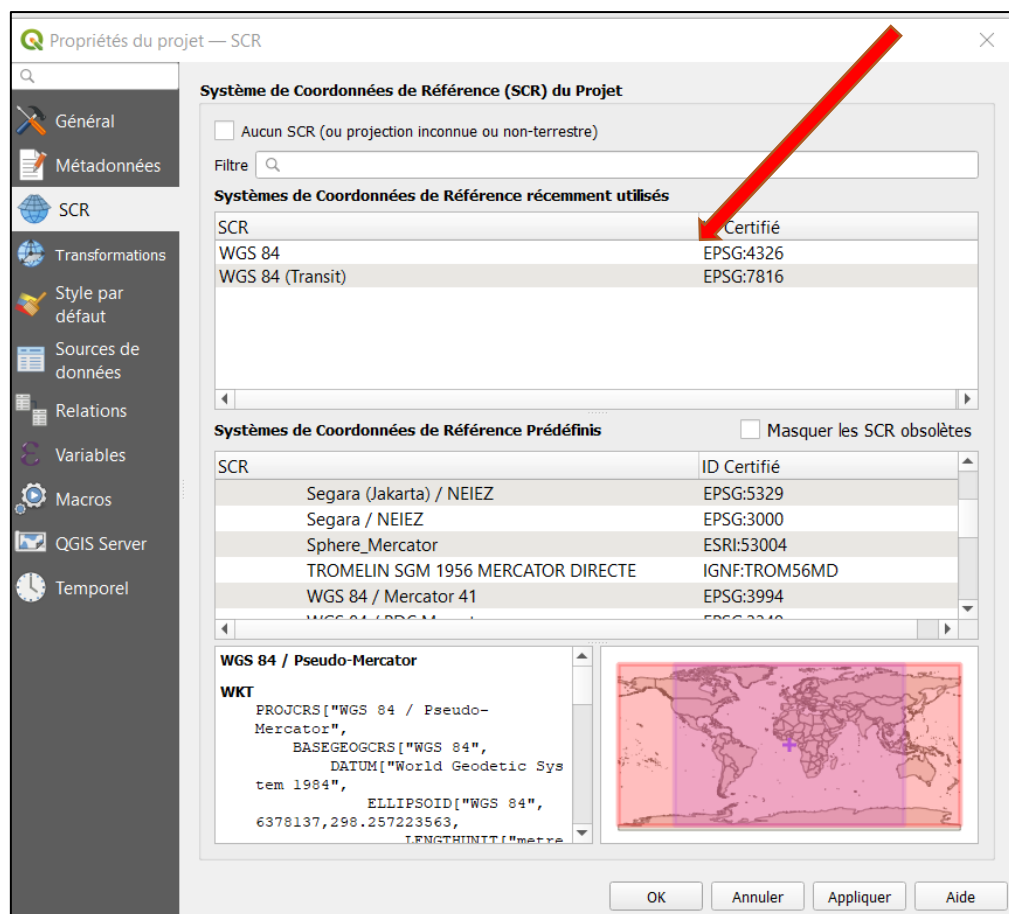 Propriétés du projet — SCR
Général
Métadonnées
SCR
Transformations
Style par
défaut
Sources de
données
Relations
Variables
Macros
QGIS Server
Temporel
Système de Coordonnées de Référence (SCR) du Projet
Aucun SCR (ou projection inconnue ou non-terrestre)
Filtre
Systèmes de Coordonnées de Référence récemment utilisés
SCR Certifié
WGS 84 EPSG:4326
WGS 84 (Transit) EPSG:7816
Systèmes de Coordonnées de Référence Prédéfinis Masquer les SCR obsolètes
SCR ID Certifié
Segara (Jakarta) / NEIEZ EPSG:5329
Segara / NEIEZ EPSG:3000
Sphere_Mercator ESRI:53004
TROMELIN SGM 1956 MERCATOR DIRECTE IGNF:TROM56MD
WGS 84 / Mercator 41 EPSG:3994
WGS 84 / Pseudo-Mercator
WKT
PROJCRS["WGS 84 / Pseudo-
Mercator",
BASEGEOGCRS["WGS 84",
DATUM["World Geodetic Sys
tem 1984",
ELLIPSOID["WGS 84",
6378137,298.257223563,
LENGTHUNIT["metre
OK Annuler Appliquer Aide